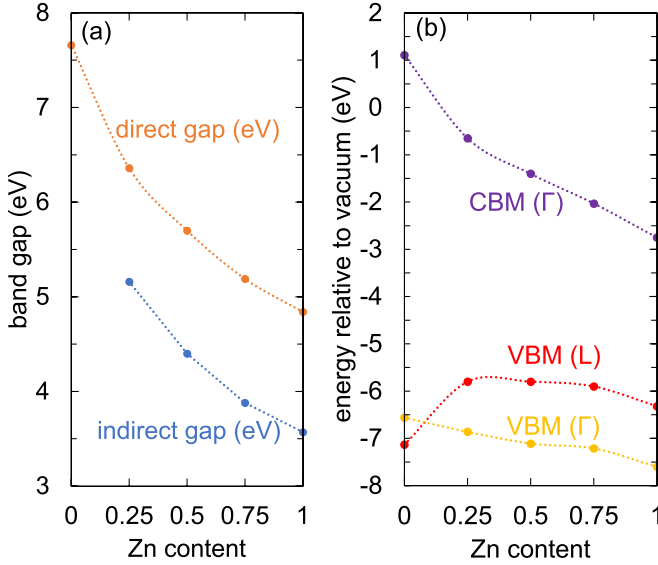 (a)
8
7
6
5
4
3
band gap (eV)
direct gap (eV)
indirect gap (eV)
0 0.25 0.5 0.75 1
Zn content
(b)
2
1
0
-1
-2
-3
-4
-5
-6
-7
-8
energy relative to vacuum (eV)
CBM (Γ)
VBM (L)
VBM (Γ)
0 0.25 0.5 0.75 1
Zn content